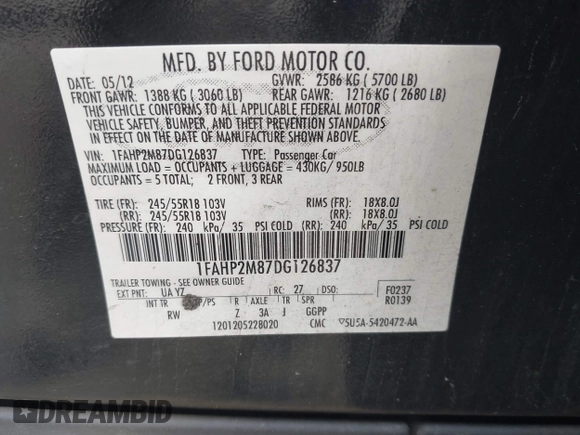 MFD. BY FORD MOTOR CO.
DATE: 05/12 GVWR: 2586 KG ( 5700 LB)
FRONT GAWR: 1388 KG ( 3060 LB) REAR GAWR: 1216 KG ( 2680 LB)
THIS VEHICLE CONFORMS TO ALL APPLICABLE FEDERAL MOTOR
VEHICLE SAFETY, BUMPER, AND THEFT PREVENTION STANDARDS
IN EFFECT ON THE DATE OF MANUFACTURE SHOWN ABOVE.
VIN: 1FAHP2M87DG126837 TYPE: Passenger Car
MAXIMUM LOAD = OCCUPANTS + LUGGAGE = 430KG/ 950LB
OCCUPANTS = 5 TOTAL; 2 FRONT, 3 REAR
TIRE (FR): 245/55R18 103V RIMS (FR): 18X8.0J
(RR): 245/55R18 103V (RR): 18X8.0J
PRESSURE (FR): 240 kPa/ 35 PSI COLD (RR): 240 kPa/ 35 PSI COLD
1FAHP2M87DG126837
TRAILER TOWING - SEE OWNER GUIDE
EXT PNT: UA YZ RC: 27 DSO: F0237
INT TR TP/PS R AXLE TR SPR R0139
RW Z 3A J GGPP
1201205228020 CMC 5U5A-5420472-AA
DREAMBID